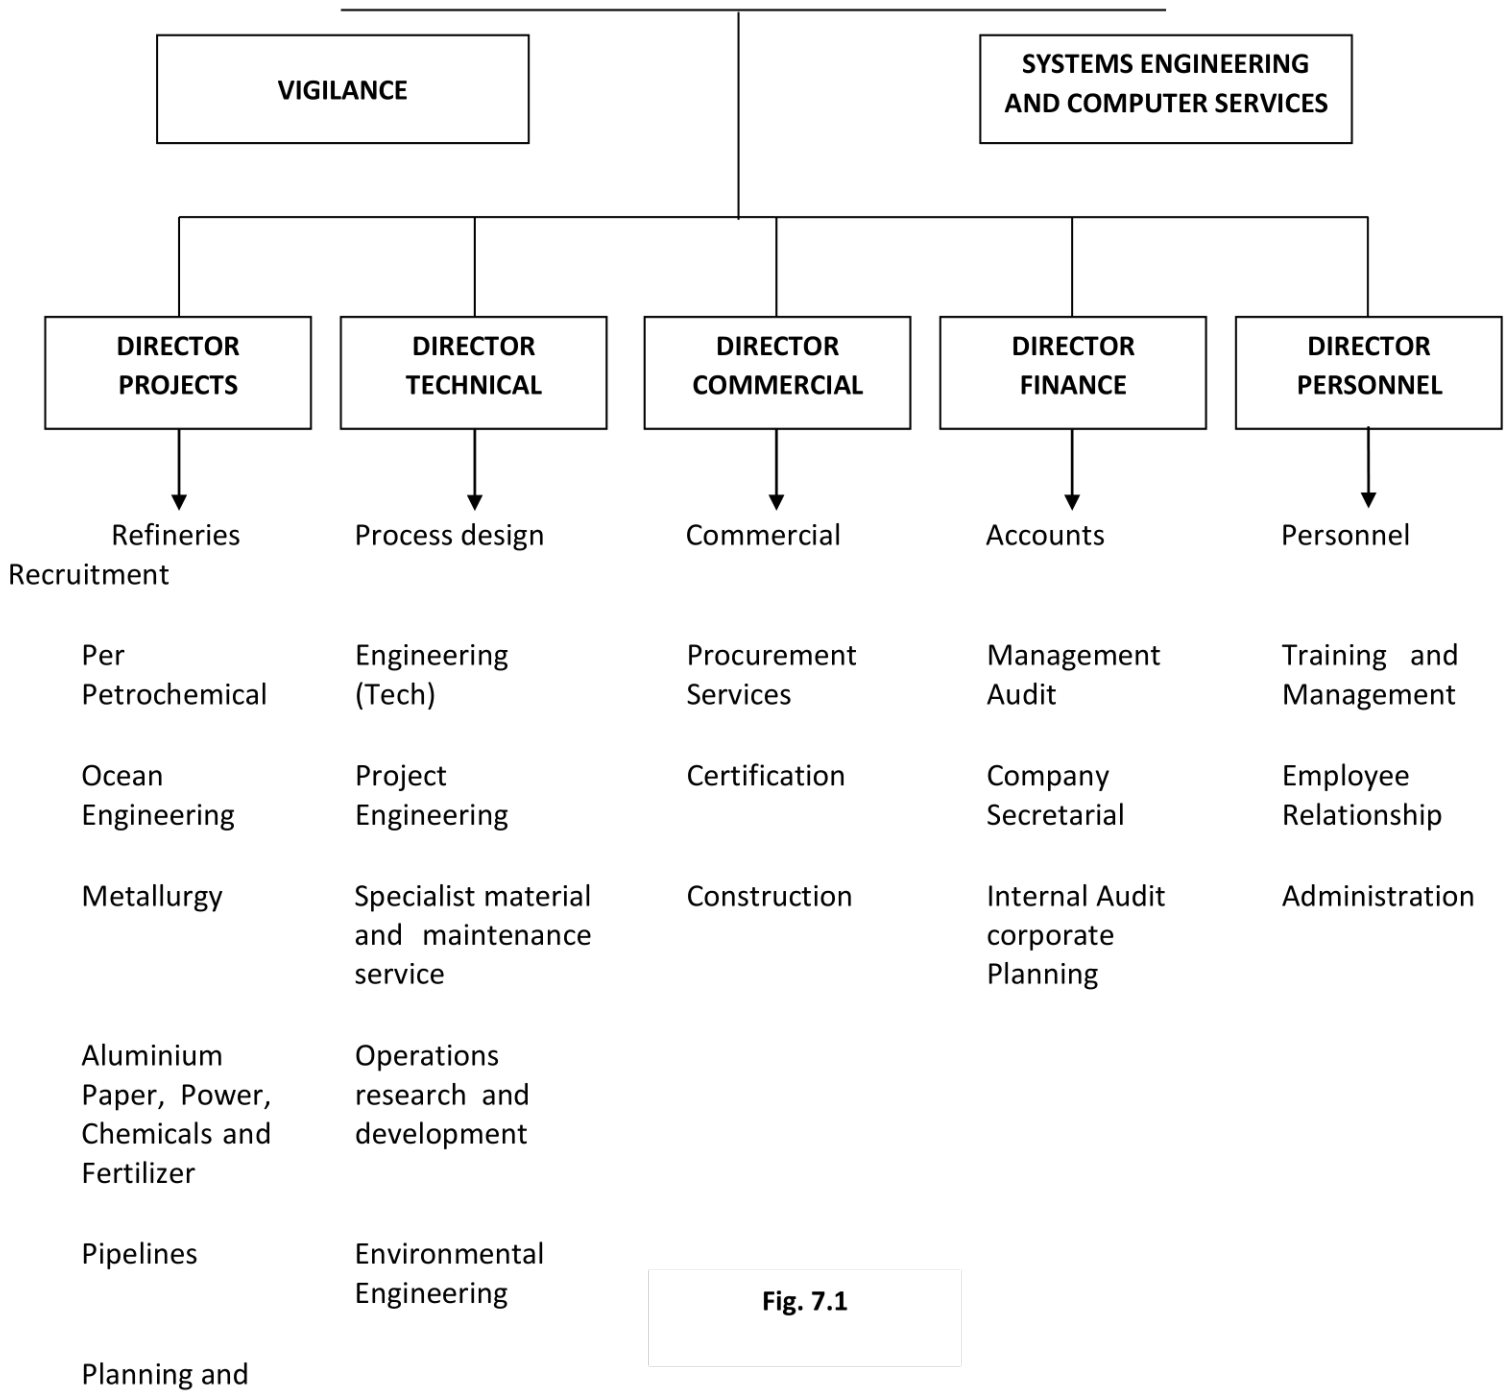 VIGILANCE
SYSTEMS ENGINEERING
AND COMPUTER SERVICES
DIRECTOR
PROJECTS
DIRECTOR
TECHNICAL
DIRECTOR
COMMERCIAL
DIRECTOR
FINANCE
DIRECTOR
PERSONNEL
Refineries Process design Commercial Accounts Personnel
Recruitment
Per
Petrochemical
Engineering
(Tech)
Procurement
Services
Management
Audit
Training and
Management
Ocean
Engineering
Project
Engineering
Certification
Company
Secretarial
Employee
Relationship
Metallurgy
Specialist material
and maintenance
service
Construction
Internal Audit
corporate
Planning
Administration
Aluminium
Paper, Power,
Chemicals and
Fertilizer
Operations
research and
development
Pipelines
Environmental
Engineering
Fig. 7.1
Planning and